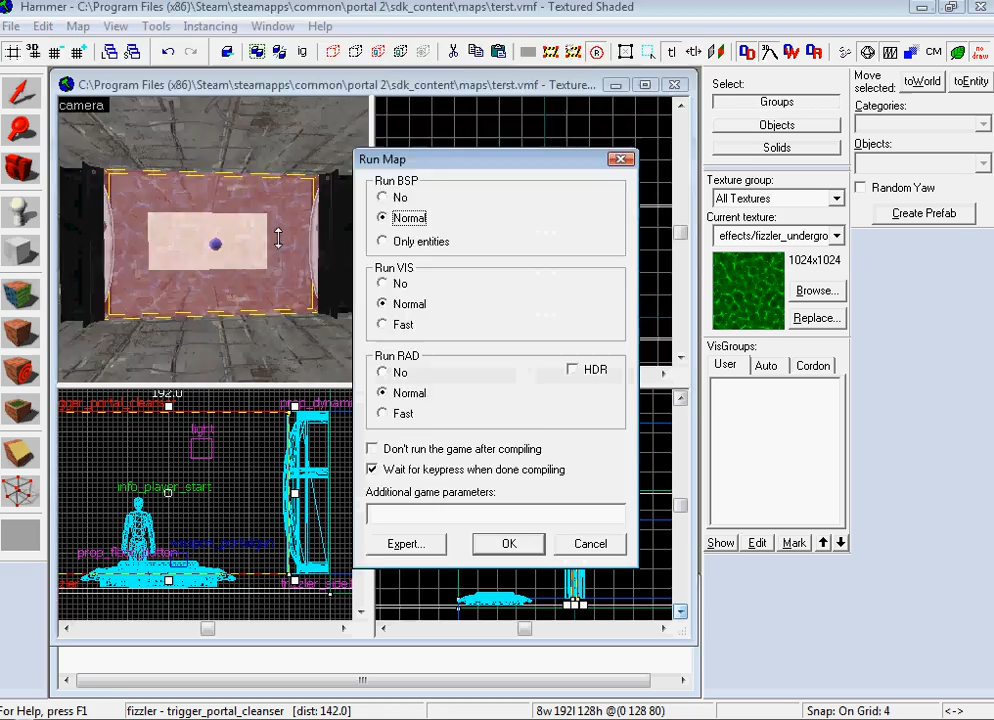 Hammer - C:\Program Files (x86)\Steam\steamapps\common\portal 2\sdk_content\maps\terst.vmf - Textured Shaded
File Edit Map View Tools Instancing Window Help
C:\Program Files (x86)\Steam\steamapps\common\portal 2\sdk_content\maps\terst.vmf - Texture...
camera
Run Map
Run BSP
No
Normal
Only entities
Run VIS
No
Normal
Fast
Run RAD
No
HDR
Normal
Fast
Don't run the game after compiling
Wait for keypress when done compiling
Additional game parameters:
Expert...
OK
Cancel
192.0
gger_portal_cleanser
prop_dynami
light
info_player_start
prop_floor_button
ig
CM
Select:
Groups
Objects
Solids
Texture group:
All Textures
Current texture:
effects/fizzler_undergro
1024x1024
Browse...
Replace...
VisGroups:
User
Auto
Cordon
Show
Edit
Mark
Move
selected:
toWorld
toEntity
Categories:
Objects:
Random Yaw
Create Prefab
For Help, press F1
fizzler - trigger_portal_cleanser [dist: 142.0]
8w 192l 128h @(0 128 80)
Snap: On Grid: 4
<->